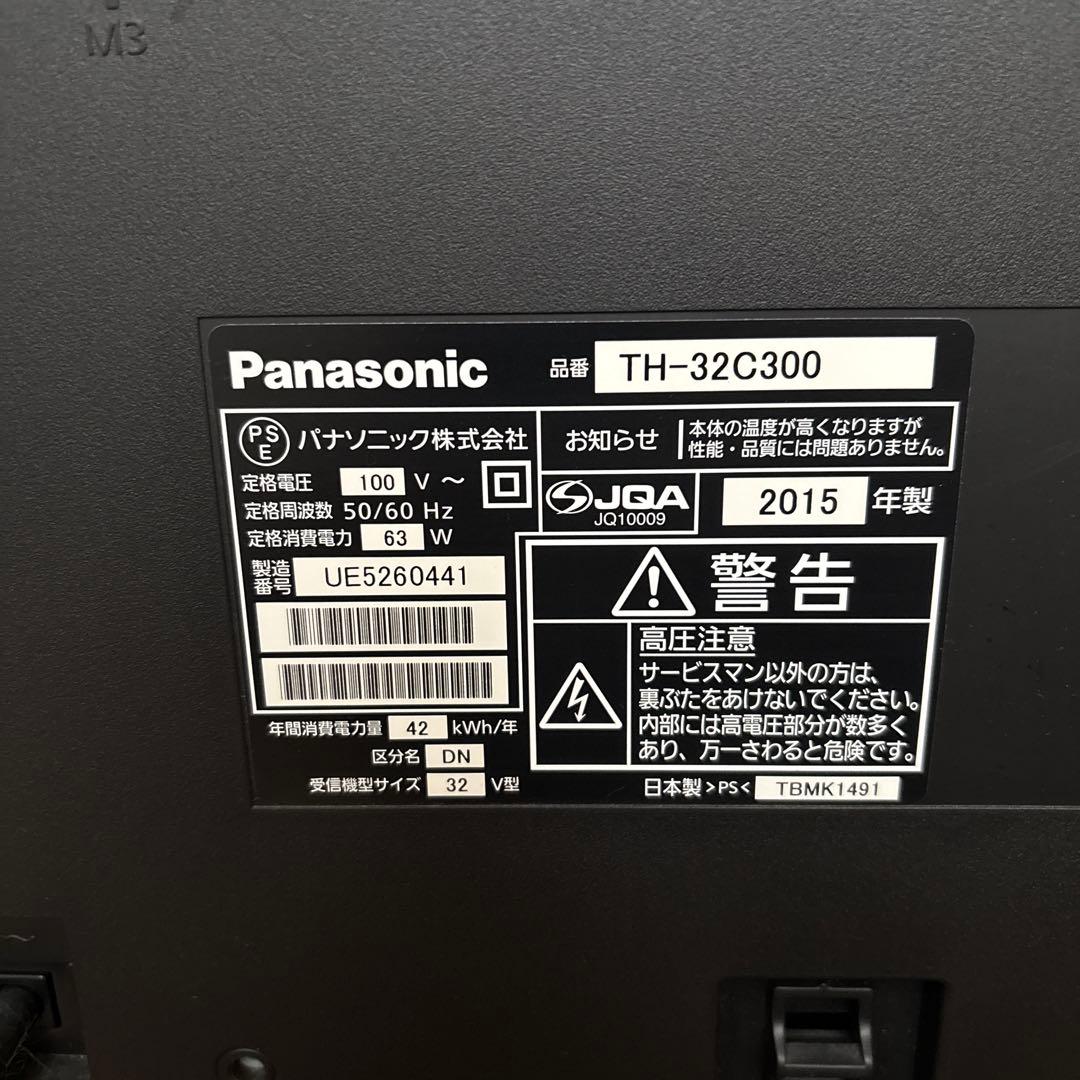 M3
Panasonic 品番 TH-32C300
PSE パナソニック株式会社
お知らせ 本体の温度が高くなりますが
性能・品質には問題ありません。
定格電圧 100 V ～
定格周波数 50/60 Hz
定格消費電力 63 W
JQA
JQ10009
2015 年製
製造
番号 UE5260441
警告
高圧注意
サービスマン以外の方は、
裏ぶたをあけないでください。
内部には高電圧部分が数多く
あり、万一さわると危険です。
年間消費電力量 42 kWh/年
区分名 DN
受信機型サイズ 32 V型
日本製 >PS< TBMK1491